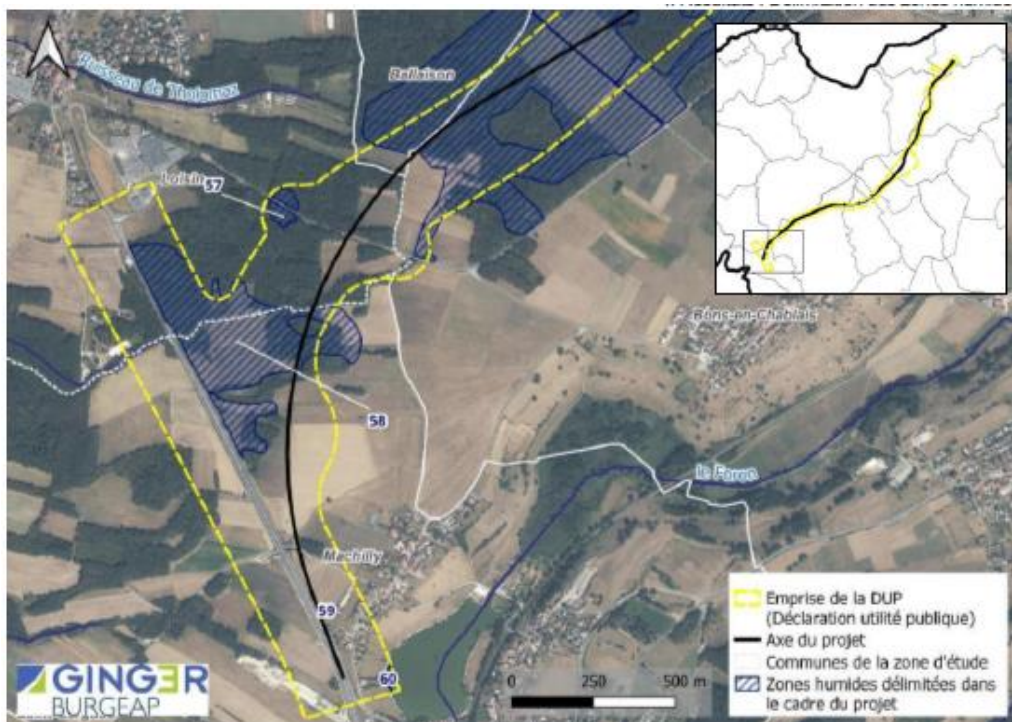 Ballaison
Ruisseau de Tholomaz
Loisin
57
Bons-en-Chablais
58
le Foron
Machilly
59
60
Emprise de la DUP
(Déclaration utilité publique)
Axe du projet
Communes de la zone d'étude
Zones humides délimitées dans
le cadre du projet
GINGER
BURGEAP
0 250 500 m